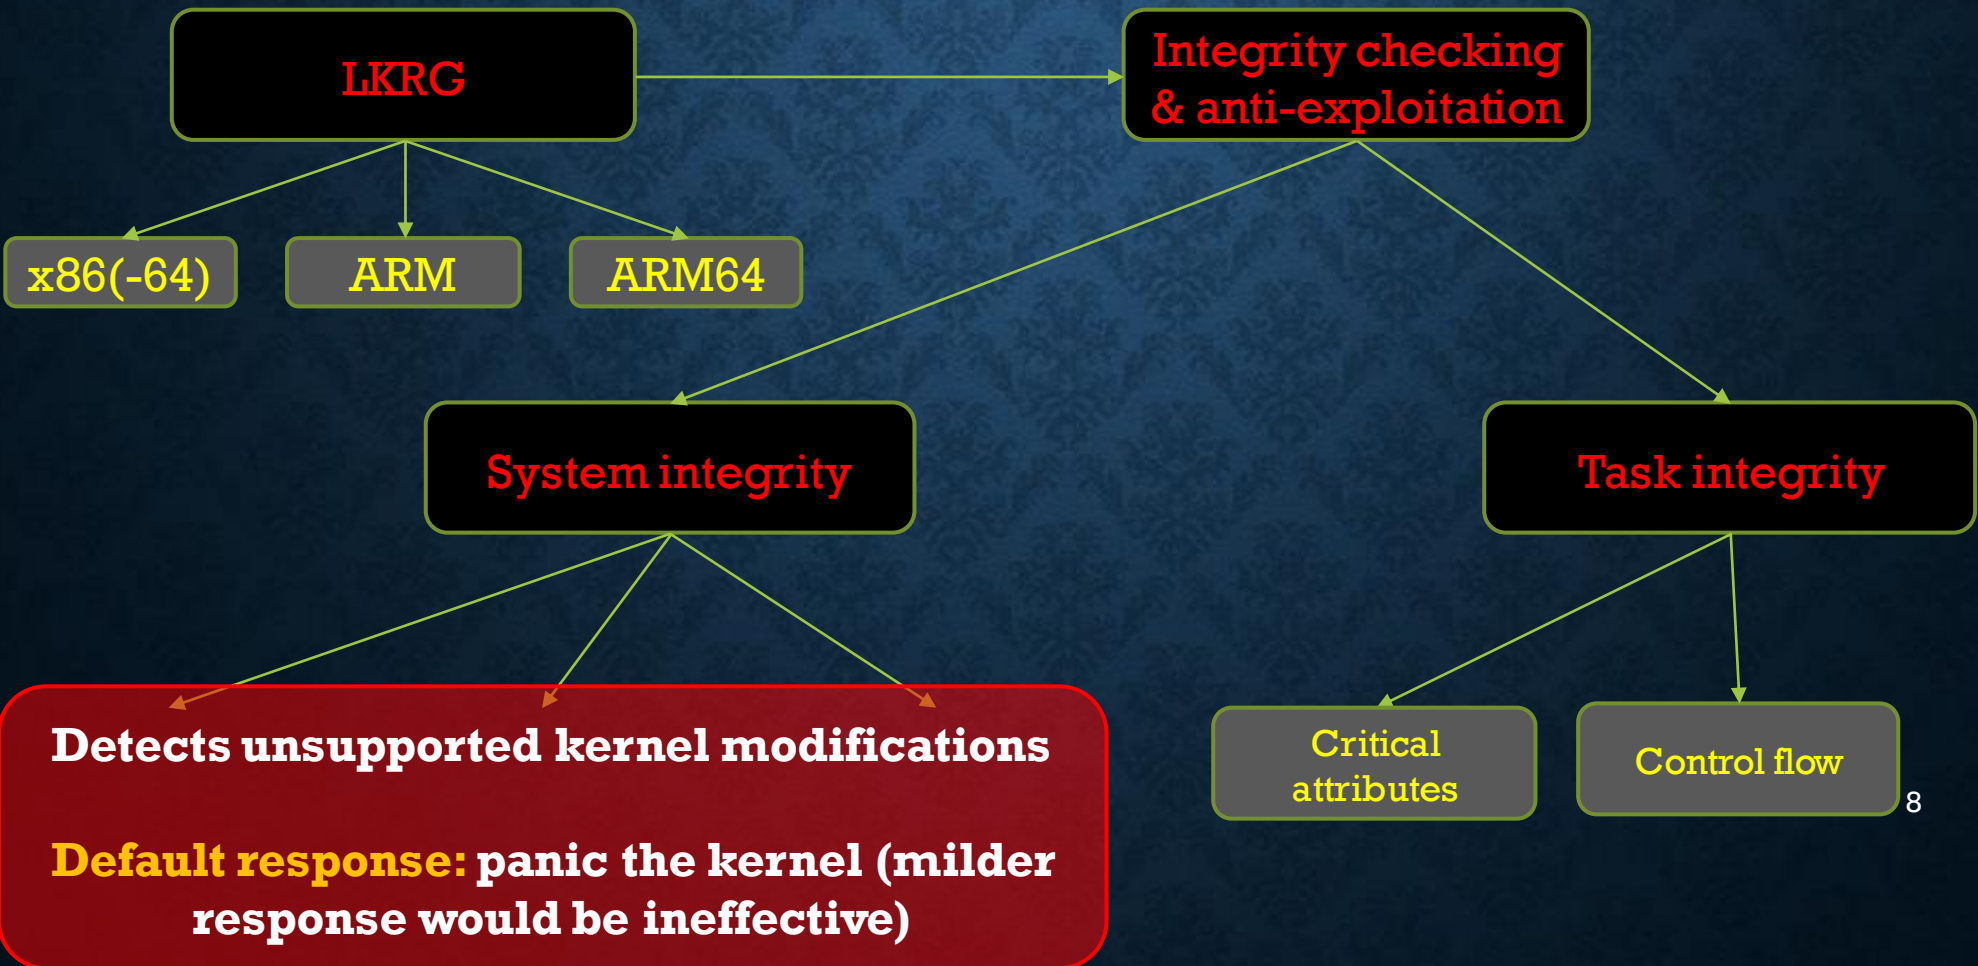 LKRG
Integrity checking
& anti-exploitation
x86(-64)
ARM
ARM64
System integrity
Task integrity
Detects unsupported kernel modifications
Default response: panic the kernel (milder
response would be ineffective)
Critical
attributes
Control flow
8